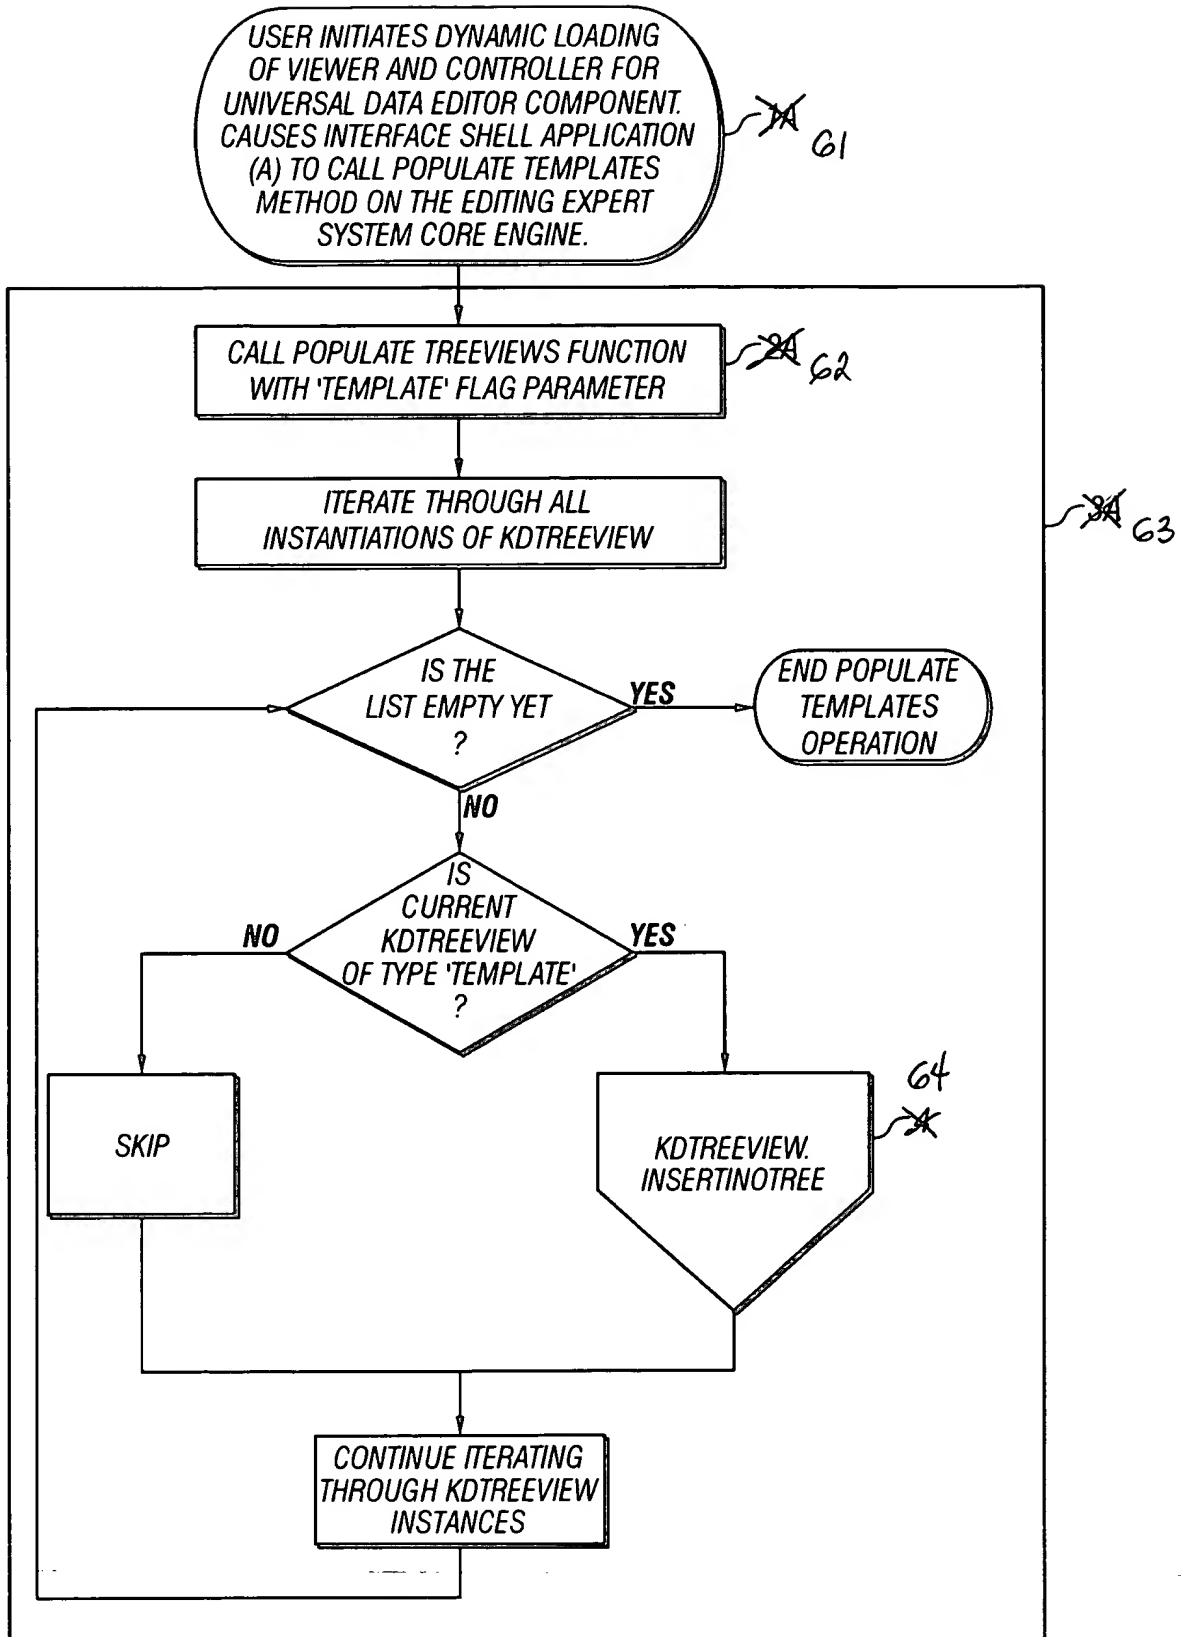 USER INITIATES DYNAMIC LOADING
OF VIEWER AND CONTROLLER FOR
UNIVERSAL DATA EDITOR COMPONENT.
CAUSES INTERFACE SHELL APPLICATION
(A) TO CALL POPULATE TEMPLATES
METHOD ON THE EDITING EXPERT
SYSTEM CORE ENGINE.
1A
61
CALL POPULATE TREEVIEWS FUNCTION
WITH 'TEMPLATE' FLAG PARAMETER
2A
62
ITERATE THROUGH ALL
INSTANTIATIONS OF KDTREEVIEW
3A
63
IS THE
LIST EMPTY YET
?
YES
END POPULATE
TEMPLATES
OPERATION
NO
IS
CURRENT
KDTREEVIEW
OF TYPE 'TEMPLATE'
?
NO
YES
SKIP
KDTREEVIEW.
INSERTINOTREE
64
CONTINUE ITERATING
THROUGH KDTREEVIEW
INSTANCES